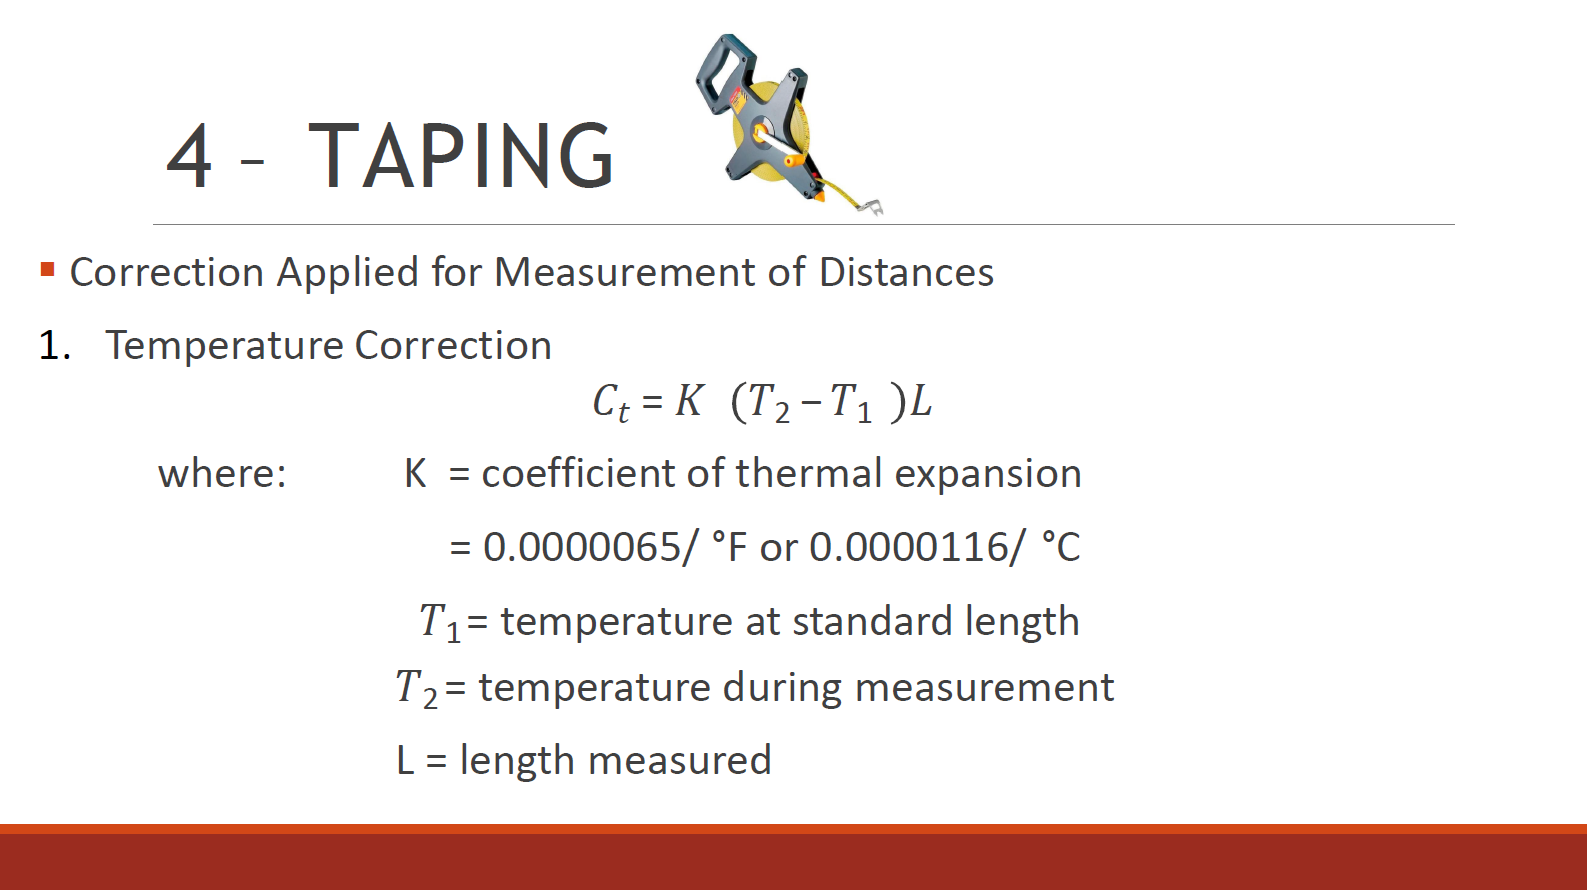 4 – TAPING
▪ Correction Applied for Measurement of Distances
1. Temperature Correction
C_t = K (T_2 – T_1 )L
where: K = coefficient of thermal expansion
= 0.0000065/ °F or 0.0000116/ °C
T_1 = temperature at standard length
T_2 = temperature during measurement
L = length measured